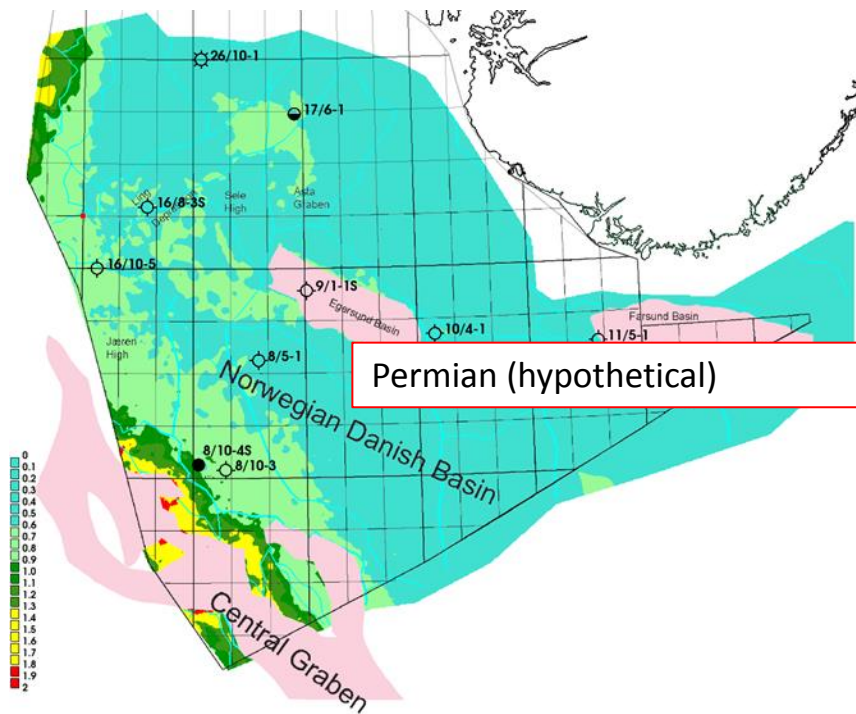 26/10-1
17/6-1
16/8-3S
Ling
Depression
Sele
High
Åsta
Graben
16/10-5
9/1-1S
Egersund Basin
10/4-1
Farsund Basin
11/5-1
Jæren
High
8/5-1
Permian (hypothetical)
Norwegian Danish Basin
8/10-4S
8/10-3
Central Graben
0
0.1
0.2
0.3
0.4
0.5
0.6
0.7
0.8
0.9
1.0
1.1
1.3
1.4
1.5
1.6
1.7
1.8
1.9
2